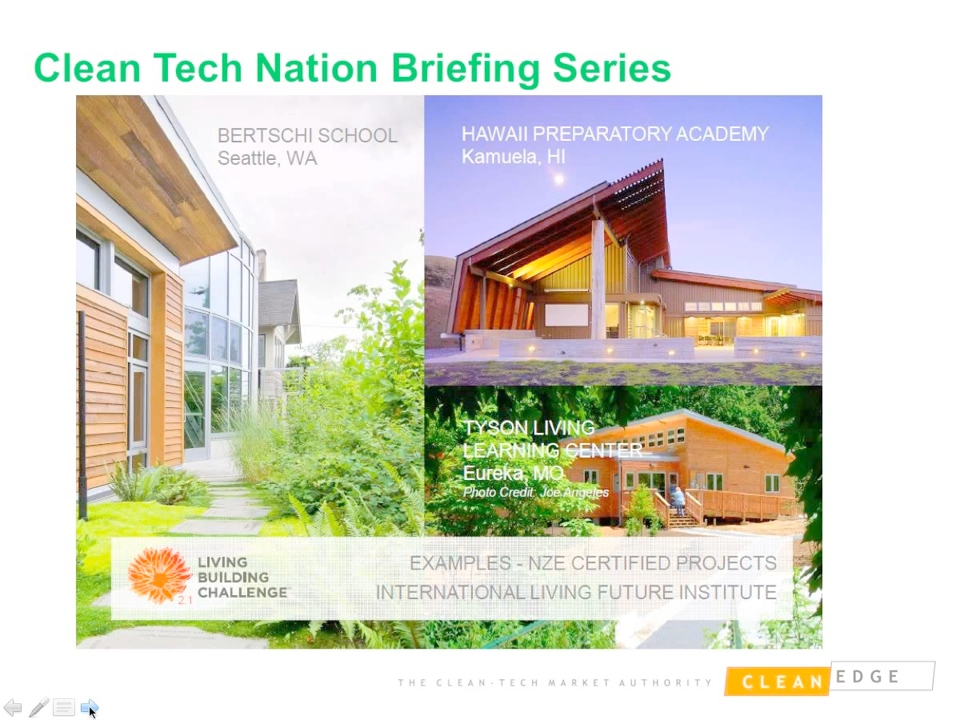 Clean Tech Nation Briefing Series
BERTSCHI SCHOOL
Seattle, WA
HAWAII PREPARATORY ACADEMY
Kamuela, HI
TYSON LIVING
LEARNING CENTER
Eureka, MO
Photo Credit: Joe Angeles
LIVING
BUILDING
CHALLENGE
2.1
EXAMPLES - NZE CERTIFIED PROJECTS
INTERNATIONAL LIVING FUTURE INSTITUTE
THE CLEAN-TECH MARKET AUTHORITY
CLEAN EDGE